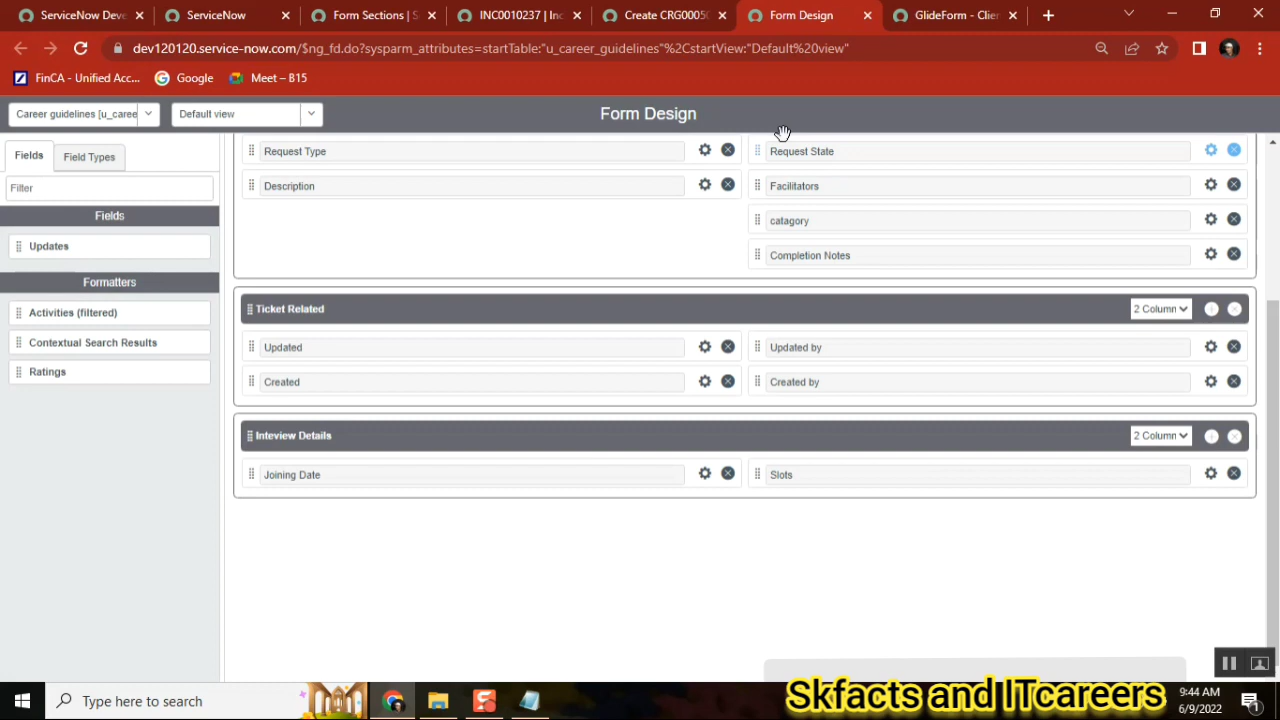 ServiceNow Deve
ServiceNow
Form Sections | S
INC0010237 | Inc
Create CRG0005
Form Design
GlideForm - Clie
dev120120.service-now.com/$ng_fd.do?sysparm_attributes=startTable:"u_career_guidelines"%2CstartView:"Default%20view"
FinCA - Unified Acc...
Google
Meet – B15
Career guidelines [u_caree
Default view
Form Design
Fields
Field Types
Filter
Fields
Updates
Formatters
Activities (filtered)
Contextual Search Results
Ratings
Request Type
Request State
Description
Facilitators
catagory
Completion Notes
Ticket Related
2 Column
Updated
Updated by
Created
Created by
Inteview Details
2 Column
Joining Date
Slots
Type here to search
Skfacts and ITcareers
9:44 AM
6/9/2022
1